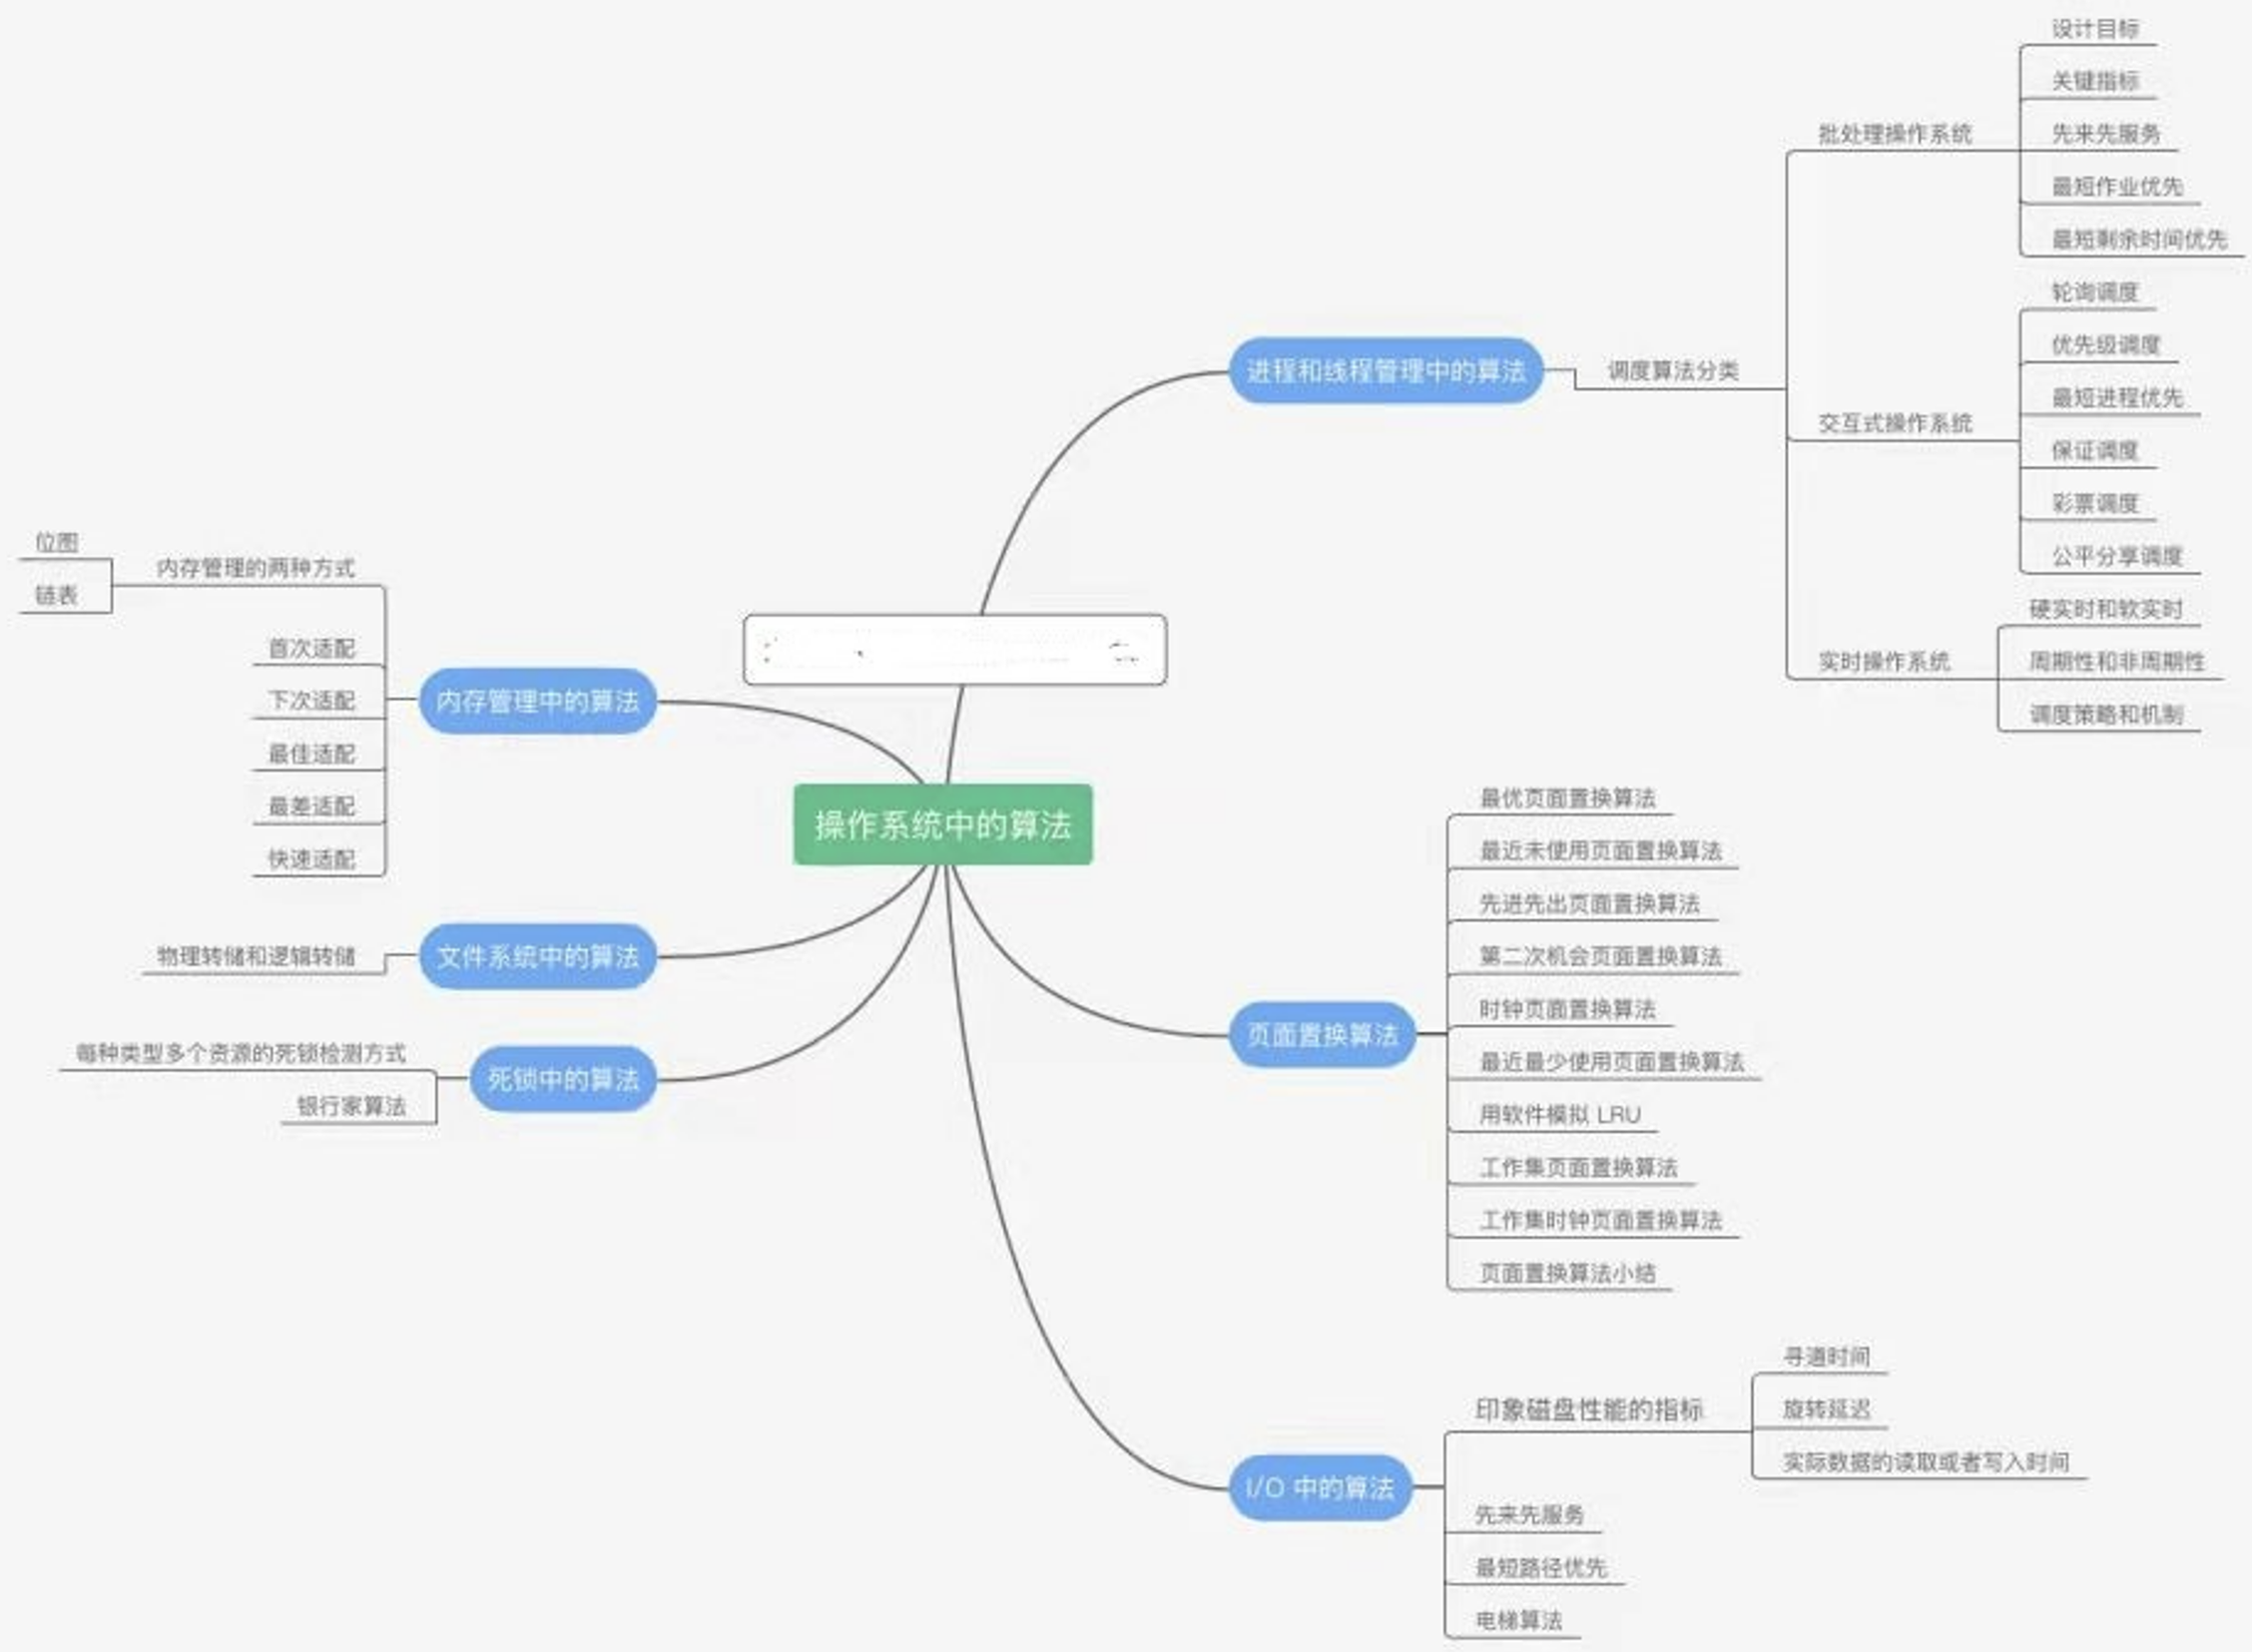 操作系统中的算法
进程和线程管理中的算法
调度算法分类
批处理操作系统
设计目标
关键指标
先来先服务
最短作业优先
最短剩余时间优先
交互式操作系统
轮询调度
优先级调度
最短进程优先
保证调度
彩票调度
公平分享调度
实时操作系统
硬实时和软实时
周期性和非周期性
调度策略和机制
页面置换算法
最优页面置换算法
最近未使用页面置换算法
先进先出页面置换算法
第二次机会页面置换算法
时钟页面置换算法
最近最少使用页面置换算法
用软件模拟 LRU
工作集页面置换算法
工作集时钟页面置换算法
页面置换算法小结
I/O 中的算法
印象磁盘性能的指标
寻道时间
旋转延迟
实际数据的读取或者写入时间
先来先服务
最短路径优先
电梯算法
内存管理中的算法
内存管理的两种方式
位图
链表
首次适配
下次适配
最佳适配
最差适配
快速适配
文件系统中的算法
物理转储和逻辑转储
死锁中的算法
每种类型多个资源的死锁检测方式
银行家算法